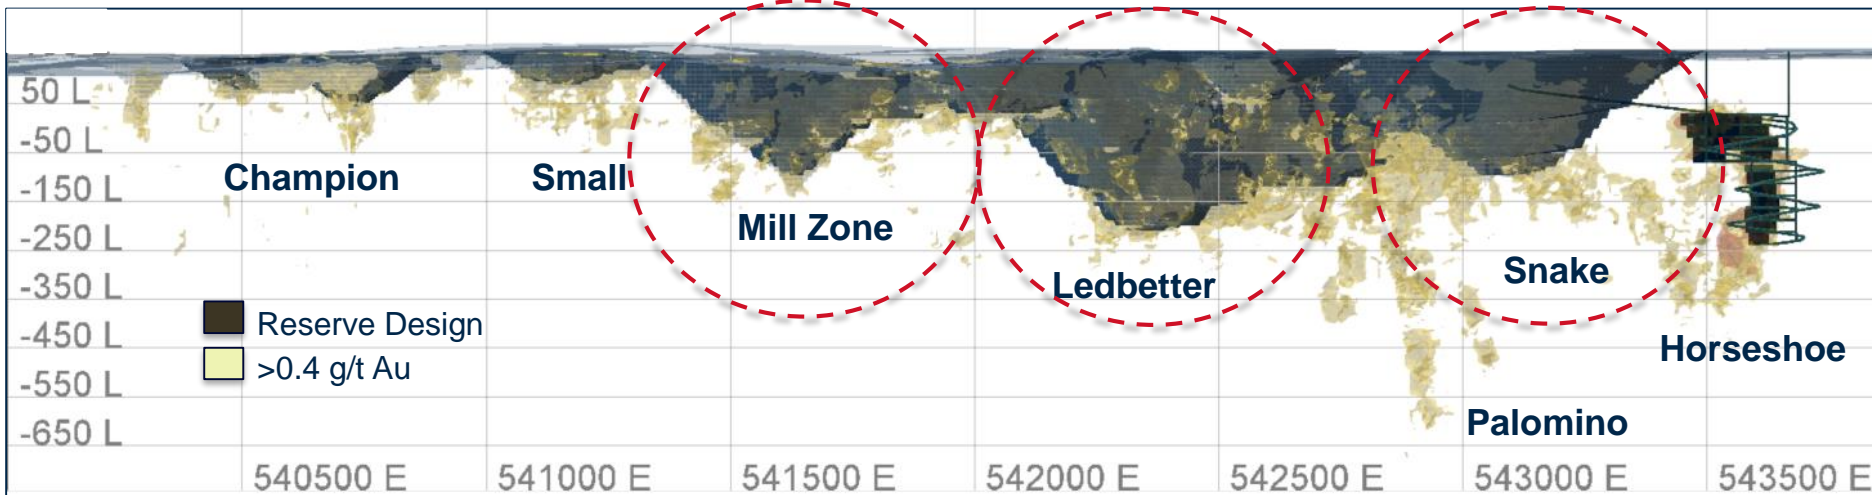 50 L
-50 L
-150 L
-250 L
-350 L
-450 L
-550 L
-650 L
Champion
Small
Mill Zone
Ledbetter
Snake
Horseshoe
Palomino
Reserve Design
>0.4 g/t Au
540500 E
541000 E
541500 E
542000 E
542500 E
543000 E
543500 E